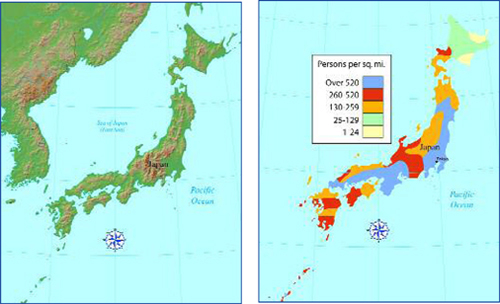 Sea of Japan
(East Sea)
Japan
Pacific
Ocean
Persons per sq. mi.
Over 520
260-520
130-259
25-129
1-24
Japan
Tokyo
Pacific
Ocean